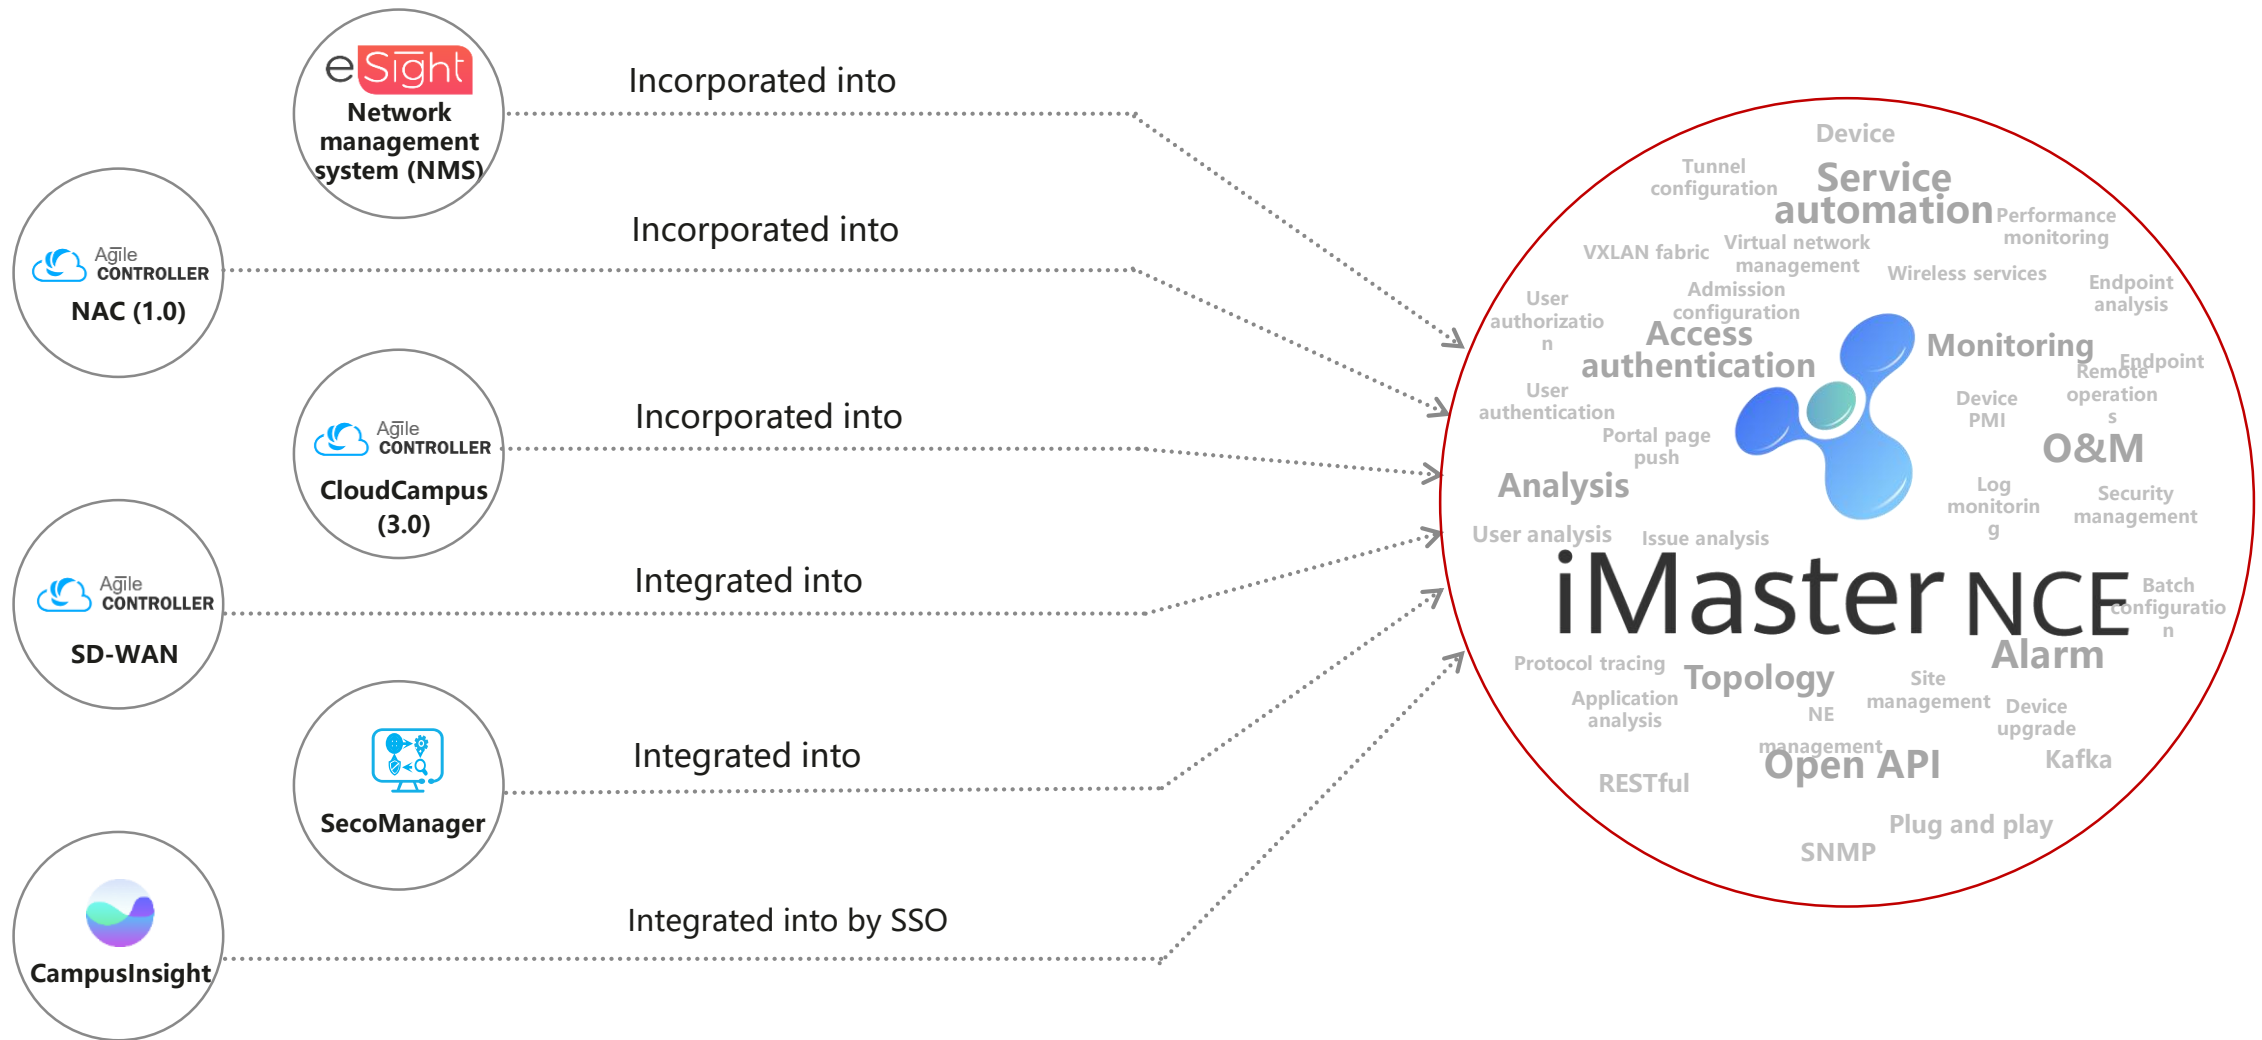 eSight
Network
management
system (NMS)
Incorporated into
Agile
CONTROLLER
NAC (1.0)
Incorporated into
Agile
CONTROLLER
CloudCampus
(3.0)
Incorporated into
Agile
CONTROLLER
SD-WAN
Integrated into
SecoManager
Integrated into
CampusInsight
Integrated into by SSO
Device
Tunnel
configuration
Service
automation
Performance
monitoring
VXLAN fabric
Virtual network
management
Wireless services
Endpoint
analysis
User
authorizatio
n
Admission
configuration
Access
authentication
Monitoring
Endpoint
Remote
operation
s
User
authentication
Device
PMI
Portal page
push
O&M
Analysis
Log
monitorin
g
Security
management
User analysis
Issue analysis
iMaster NCE
Batch
configuratio
n
Alarm
Protocol tracing
Topology
Site
management
Application
analysis
NE
management
Device
upgrade
Open API
Kafka
RESTful
Plug and play
SNMP